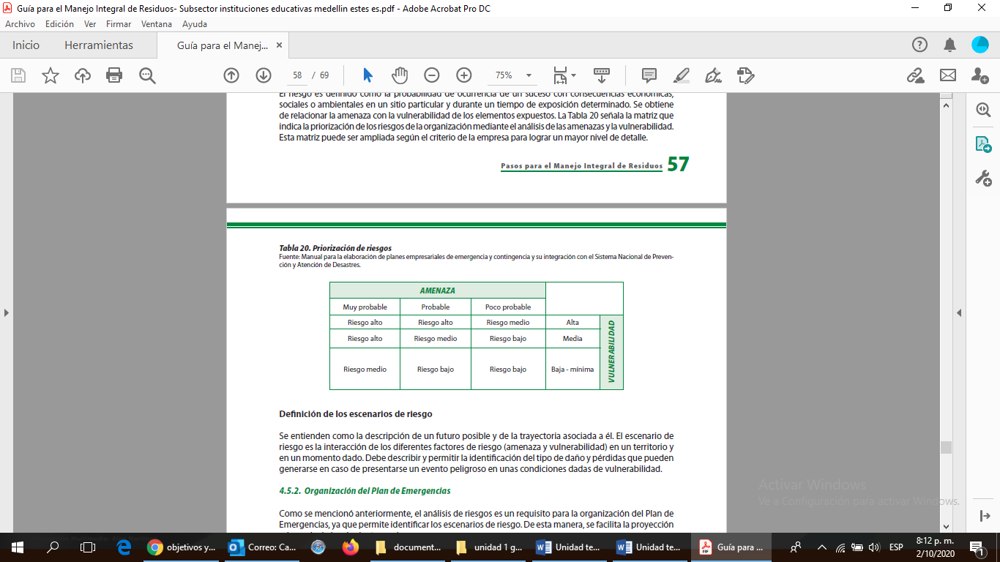 Guía para el Manejo Integral de Residuos- Subsector instituciones educativas medellin estes es.pdf - Adobe Acrobat Pro DC
Archivo Edición Ver Firmar Ventana Ayuda
Inicio Herramientas Guía para el Manej... ×
58 / 69 75%
El riesgo es definido como la probabilidad de ocurrencia de un suceso con consecuencias económicas,
sociales o ambientales en un sitio particular y durante un tiempo de exposición determinado. Se obtiene
de relacionar la amenaza con la vulnerabilidad de los elementos expuestos. La Tabla 20 señala la matriz que
indica la priorización de los riesgos de la organización mediante el análisis de las amenazas y la vulnerabilidad.
Esta matriz puede ser ampliada según el criterio de la empresa para lograr un mayor nivel de detalle.
Pasos para el Manejo Integral de Residuos 57
Tabla 20. Priorización de riesgos
Fuente: Manual para la elaboración de planes empresariales de emergencia y contingencia y su integración con el Sistema Nacional de Preven-
ción y Atención de Desastres.
AMENAZA
Muy probable Probable Poco probable
Riesgo alto Riesgo alto Riesgo medio Alta
Riesgo alto Riesgo medio Riesgo bajo Media
Riesgo medio Riesgo bajo Riesgo bajo Baja - mínima
VULNERABILIDAD
Definición de los escenarios de riesgo
Se entienden como la descripción de un futuro posible y de la trayectoria asociada a él. El escenario de
riesgo es la interacción de los diferentes factores de riesgo (amenaza y vulnerabilidad) en un territorio y
en un momento dado. Debe describir y permitir la identificación del tipo de daño y pérdidas que pueden
generarse en caso de presentarse un evento peligroso en unas condiciones dadas de vulnerabilidad.
4.5.2. Organización del Plan de Emergencias
Como se mencionó anteriormente, el análisis de riesgos es un requisito para la organización del Plan de
Emergencias, ya que permite identificar los escenarios de riesgo. De esta manera, se facilita la proyección
Activar Windows
Ve a Configuración para activar Windows.
objetivos y... Correo: Ca... document... unidad 1 g... Unidad te... Unidad te... Guía para ... ESP 8:12 p. m.
2/10/2020 1